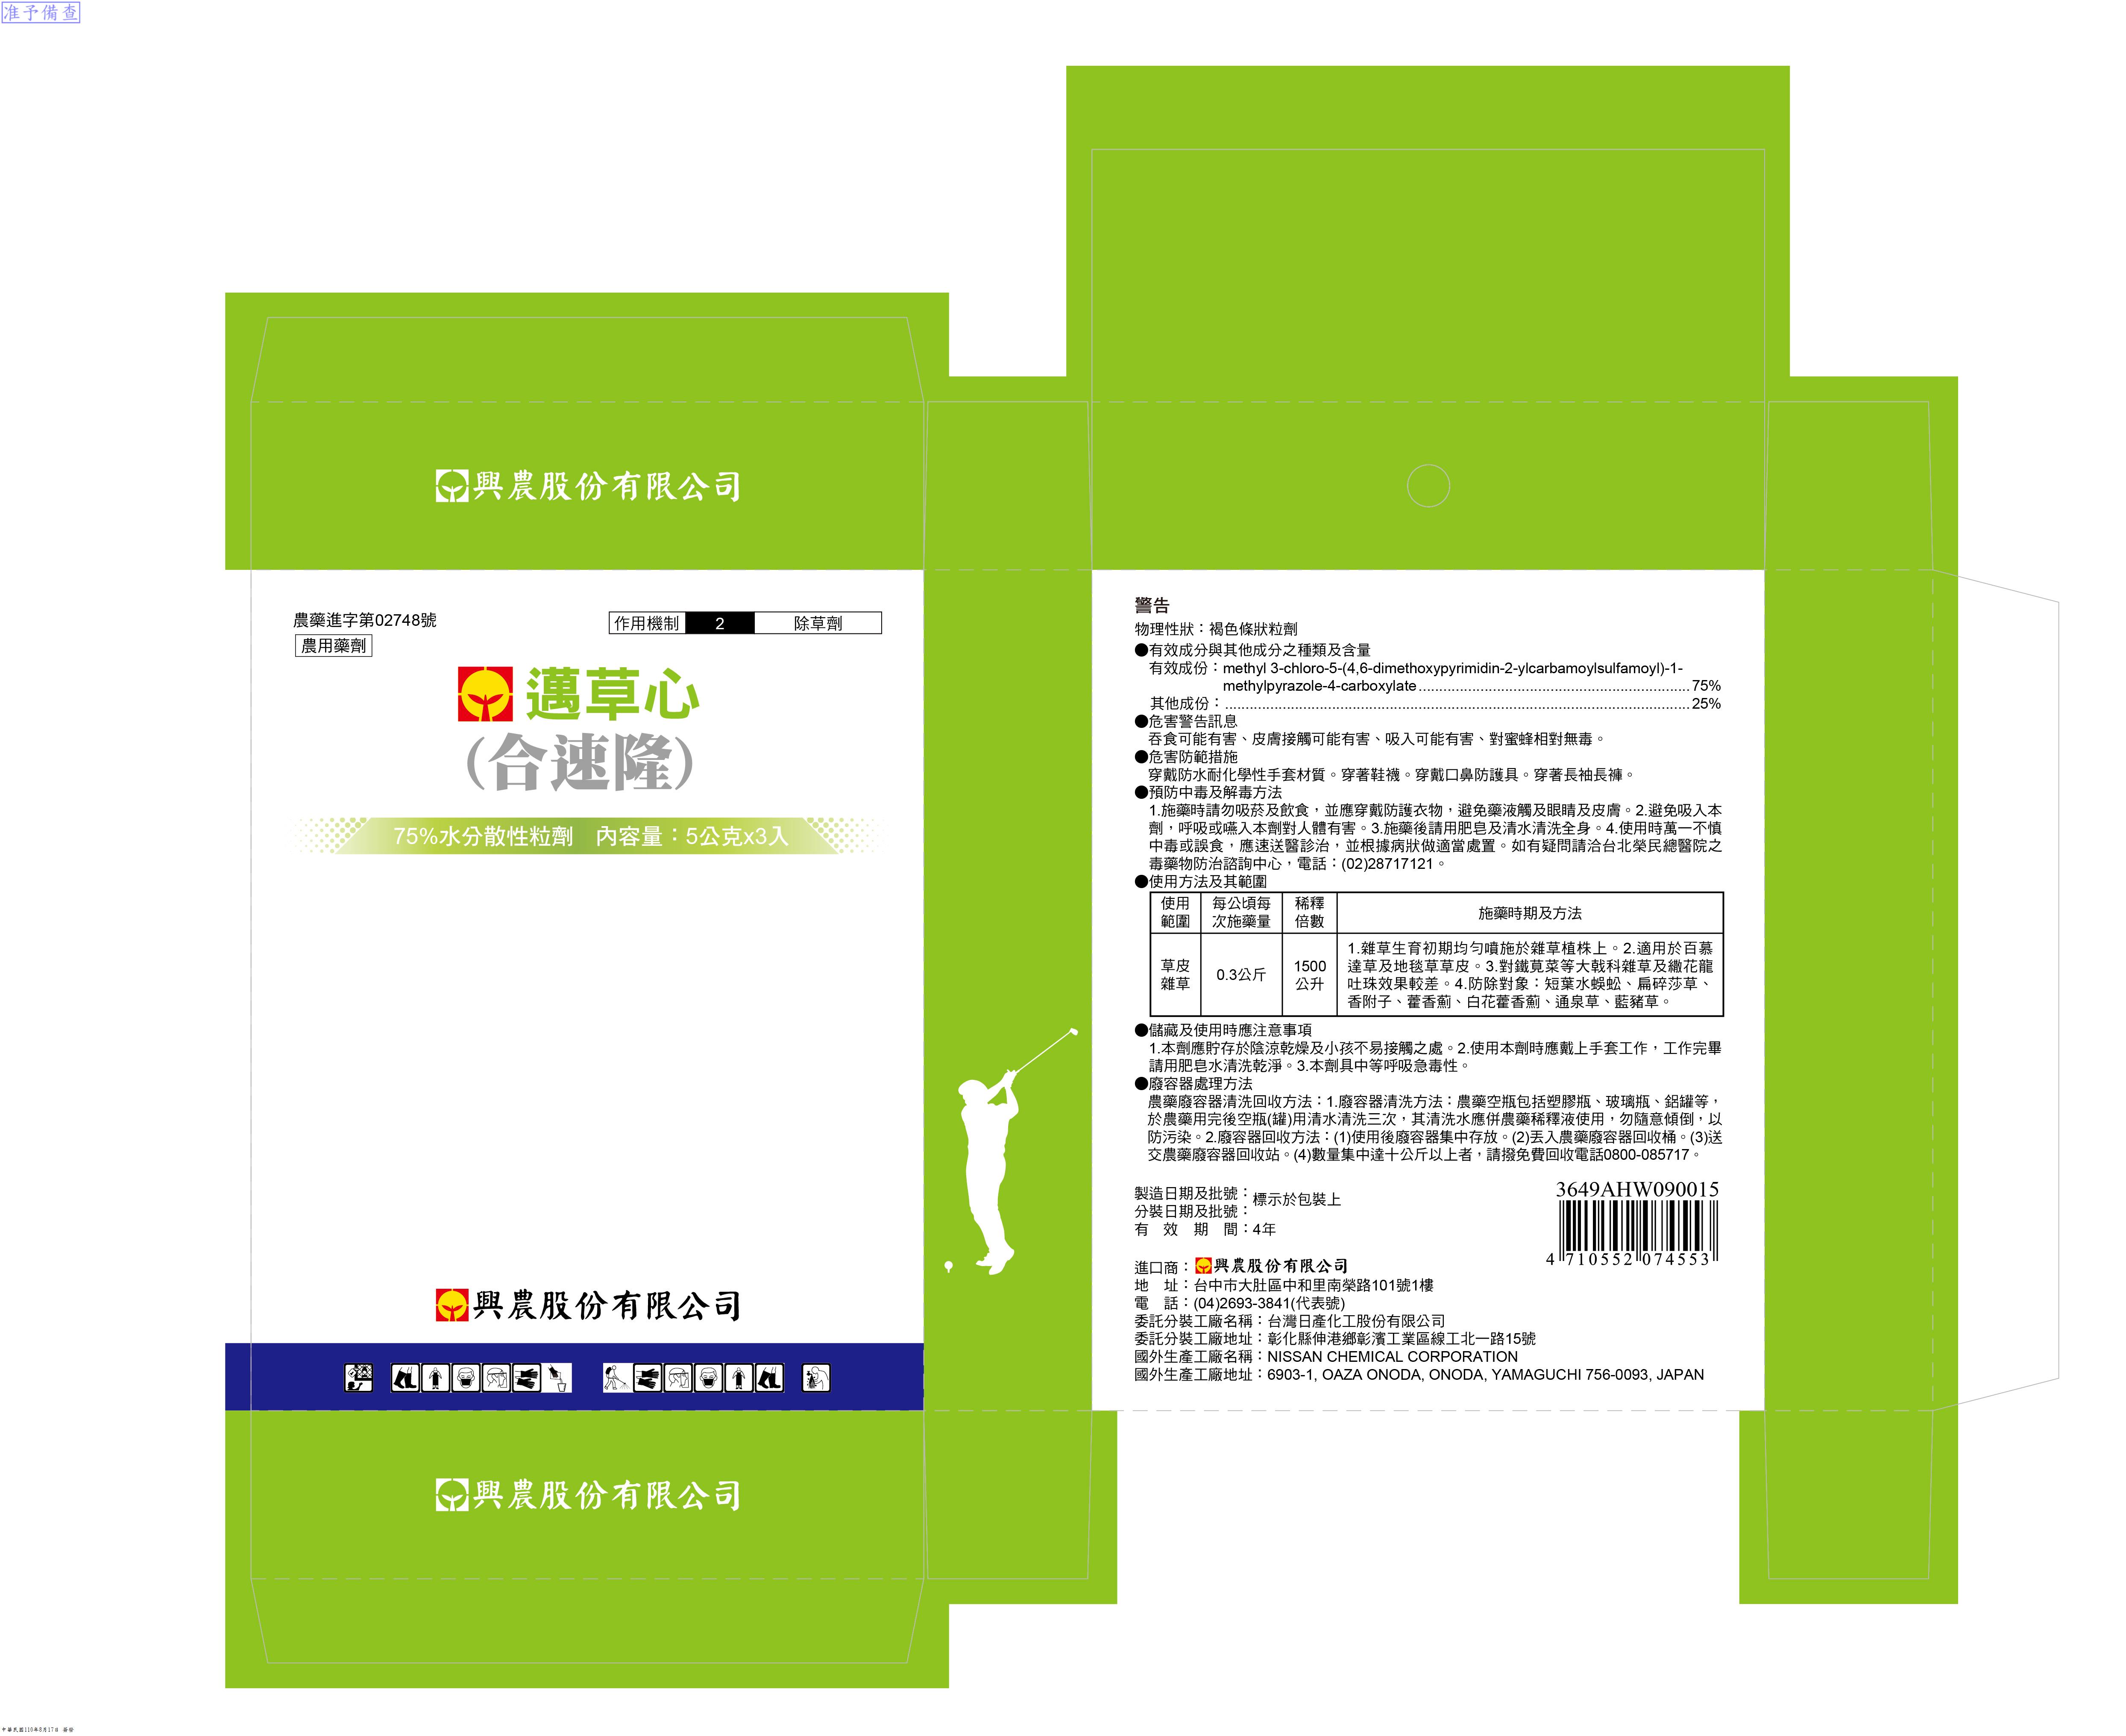 准予備查
興農股份有限公司
農藥進字第02748號
農用藥劑
作用機制 2 除草劑
邁草心
(合速隆)
75%水分散性粒劑 內容量：5公克x3入
興農股份有限公司
興農股份有限公司
警告
物理性狀：褐色條狀粒劑
●有效成分與其他成分之種類及含量
有效成份：methyl 3-chloro-5-(4,6-dimethoxypyrimidin-2-ylcarbamoylsulfamoyl)-1-
methylpyrazole-4-carboxylate.................................................................75%
其他成份：................................................................................................................25%
●危害警告訊息
吞食可能有害、皮膚接觸可能有害、吸入可能有害、對蜜蜂相對無毒。
●危害防範措施
穿戴防水耐化學性手套材質。穿著鞋襪。穿戴口鼻防護具。穿著長袖長褲。
●預防中毒及解毒方法
1.施藥時請勿吸菸及飲食，並應穿戴防護衣物，避免藥液觸及眼睛及皮膚。2.避免吸入本
劑，呼吸或嚥入本劑對人體有害。3.施藥後請用肥皂及清水清洗全身。4.使用時萬一不慎
中毒或誤食，應速送醫診治，並根據病狀做適當處置。如有疑問請洽台北榮民總醫院之
毒藥物防治諮詢中心，電話：(02)28717121。
●使用方法及其範圍
使用
範圍
每公頃每
次施藥量
稀釋
倍數
施藥時期及方法
草皮
雜草
0.3公斤
1500
公升
1.雜草生育初期均勻噴施於雜草植株上。2.適用於百慕
達草及地毯草草皮。3.對鐵莧菜等大戟科雜草及繖花龍
吐珠效果較差。4.防除對象：短葉水蜈蚣、扁碎莎草、
香附子、藿香薊、白花藿香薊、通泉草、藍豬草。
●儲藏及使用時應注意事項
1.本劑應貯存於陰涼乾燥及小孩不易接觸之處。2.使用本劑時應戴上手套工作，工作完畢
請用肥皂水清洗乾淨。3.本劑具中等呼吸急毒性。
●廢容器處理方法
農藥廢容器清洗回收方法：1.廢容器清洗方法：農藥空瓶包括塑膠瓶、玻璃瓶、鋁罐等，
於農藥用完後空瓶(罐)用清水清洗三次，其清洗水應併農藥稀釋液使用，勿隨意傾倒，以
防污染。2.廢容器回收方法：(1)使用後廢容器集中存放。(2)丟入農藥廢容器回收桶。(3)送
交農藥廢容器回收站。(4)數量集中達十公斤以上者，請撥免費回收電話0800-085717。
製造日期及批號：
分裝日期及批號：
標示於包裝上
有 效 期 間：4年
3649AHW090015
4 710552 074553
進口商：興農股份有限公司
地 址：台中市大肚區中和里南榮路101號1樓
電 話：(04)2693-3841(代表號)
委託分裝工廠名稱：台灣日產化工股份有限公司
委託分裝工廠地址：彰化縣伸港鄉彰濱工業區線工北一路15號
國外生產工廠名稱：NISSAN CHEMICAL CORPORATION
國外生產工廠地址：6903-1, OAZA ONODA, ONODA, YAMAGUCHI 756-0093, JAPAN
中華民國110年8月17日